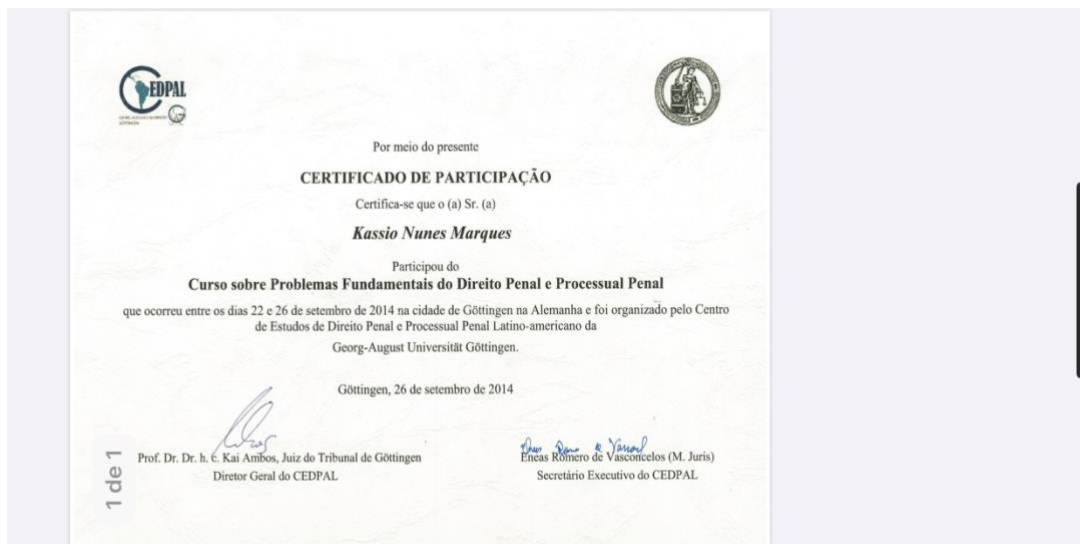 CEDPAL
Por meio do presente
CERTIFICADO DE PARTICIPAÇÃO
Certifica-se que o (a) Sr. (a)
Kassio Nunes Marques
Participou do
Curso sobre Problemas Fundamentais do Direito Penal e Processual Penal
que ocorreu entre os dias 22 e 26 de setembro de 2014 na cidade de Göttingen na Alemanha e foi organizado pelo Centro
de Estudos de Direito Penal e Processual Penal Latino-americano da
Georg-August Universität Göttingen.
Göttingen, 26 de setembro de 2014
Prof. Dr. Dr. h. c. Kai Ambos, Juiz do Tribunal de Göttingen
Diretor Geral do CEDPAL
Eneas Romero de Vasconcelos (M. Juris)
Secretário Executivo do CEDPAL
1 de 1